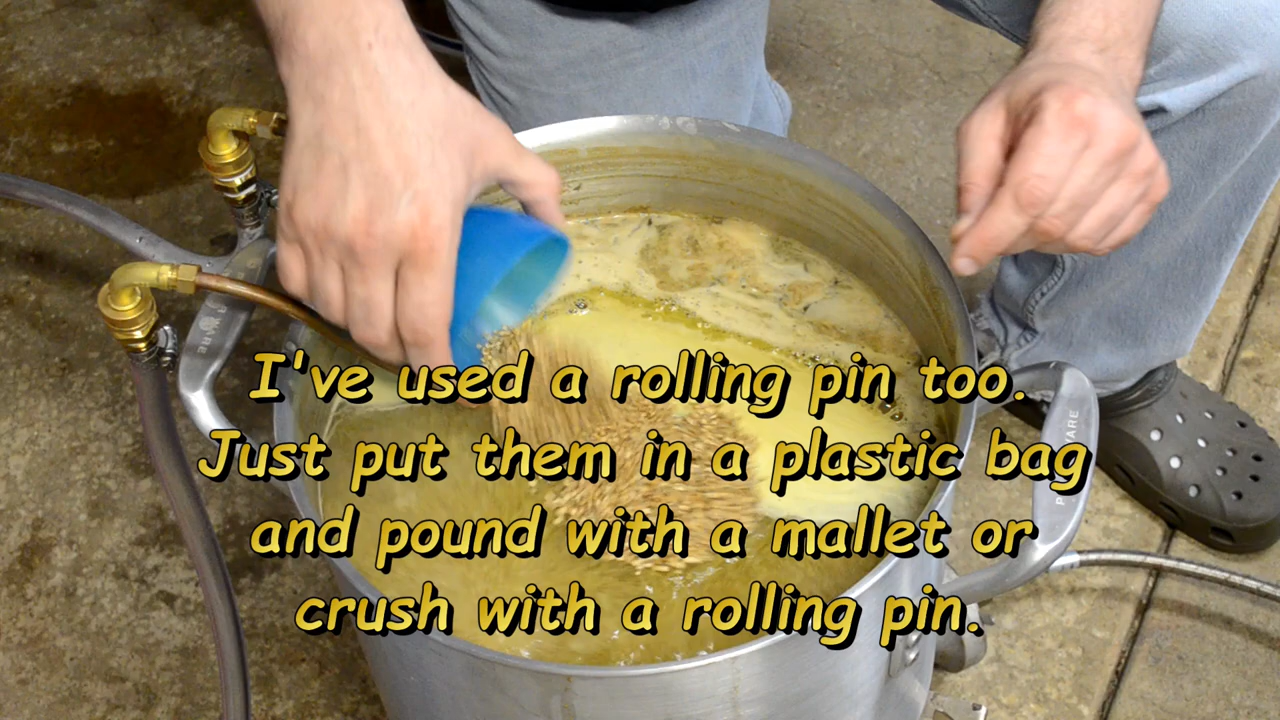 I've used a rolling pin too.
Just put them in a plastic bag
and pound with a mallet or
crush with a rolling pin.